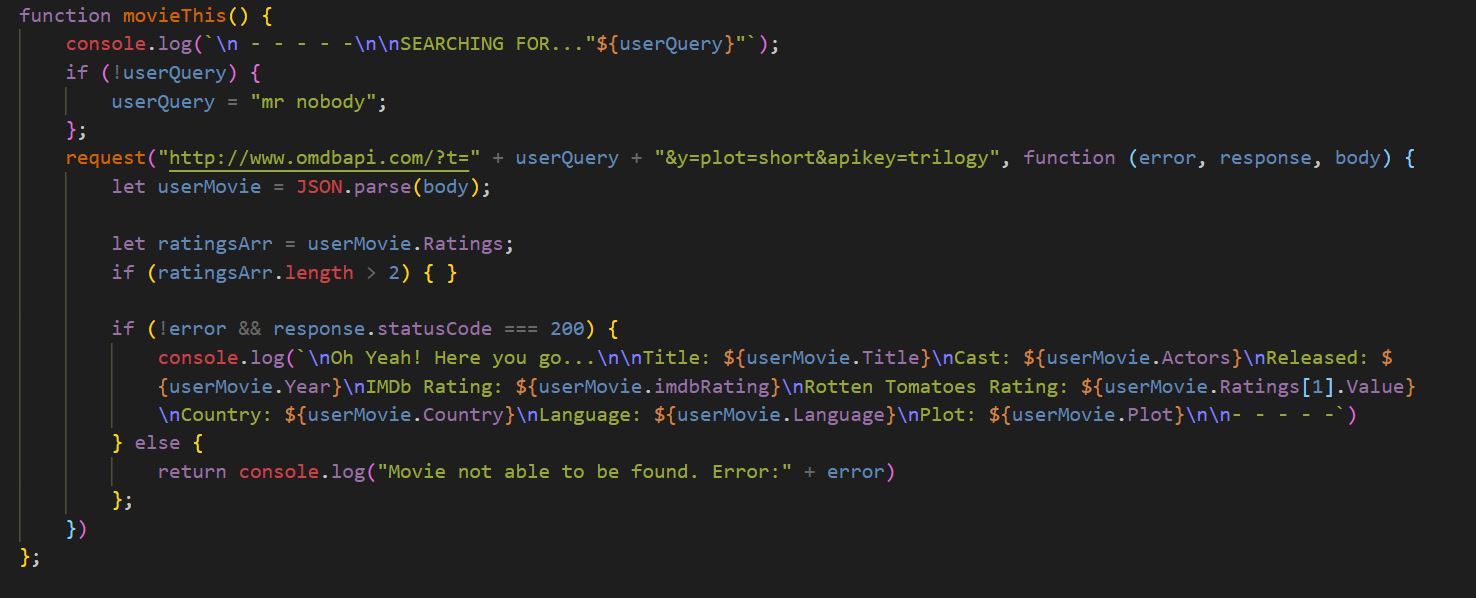 function movieThis() {
console.log(`\n - - - - -\n\nSEARCHING FOR..."${userQuery}"`);
if (!userQuery) {
userQuery = "mr nobody";
};
request("http://www.omdbapi.com/?t=" + userQuery + "&y=plot=short&apikey=trilogy", function (error, response, body) {
let userMovie = JSON.parse(body);
let ratingsArr = userMovie.Ratings;
if (ratingsArr.length > 2) { }
if (!error && response.statusCode === 200) {
console.log(`\nOh Yeah! Here you go...\n\nTitle: ${userMovie.Title}\nCast: ${userMovie.Actors}\nReleased: $
{userMovie.Year}\nIMDb Rating: ${userMovie.imdbRating}\nRotten Tomatoes Rating: ${userMovie.Ratings[1].Value}
\nCountry: ${userMovie.Country}\nLanguage: ${userMovie.Language}\nPlot: ${userMovie.Plot}\n\n- - - - -`)
} else {
return console.log("Movie not able to be found. Error:" + error)
};
})
};